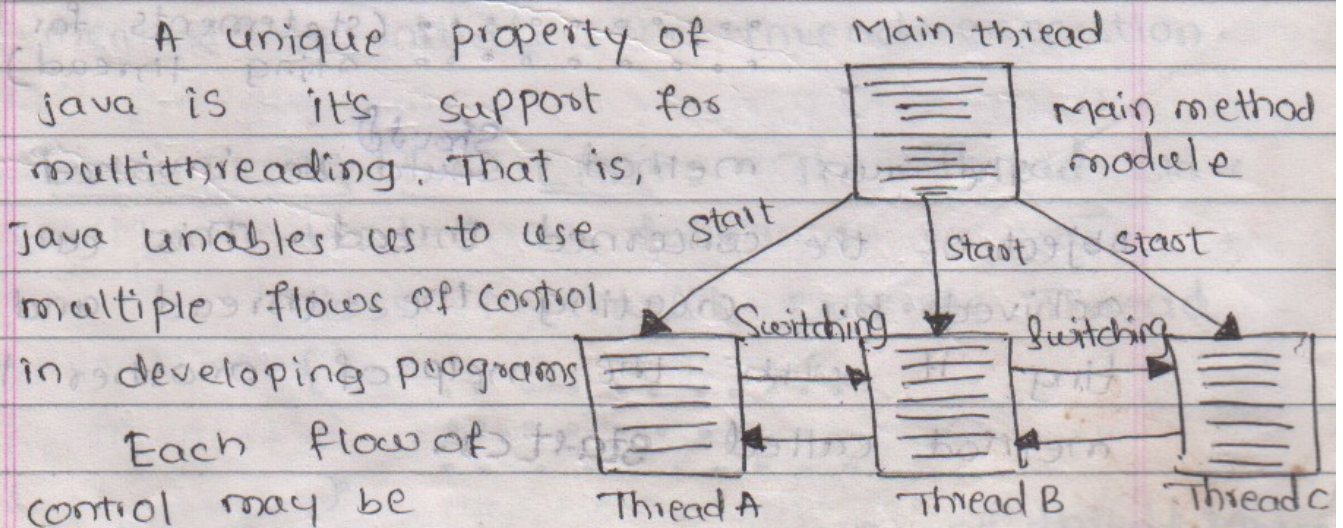 A unique property of
java is it's support for
multithreading. That is,
java unables us to use
multiple flows of control
in developing programs
Each flow of
control may be
Main thread
Main method
module
start
start
start
Switching
Switching
Thread A
Thread B
Thread C